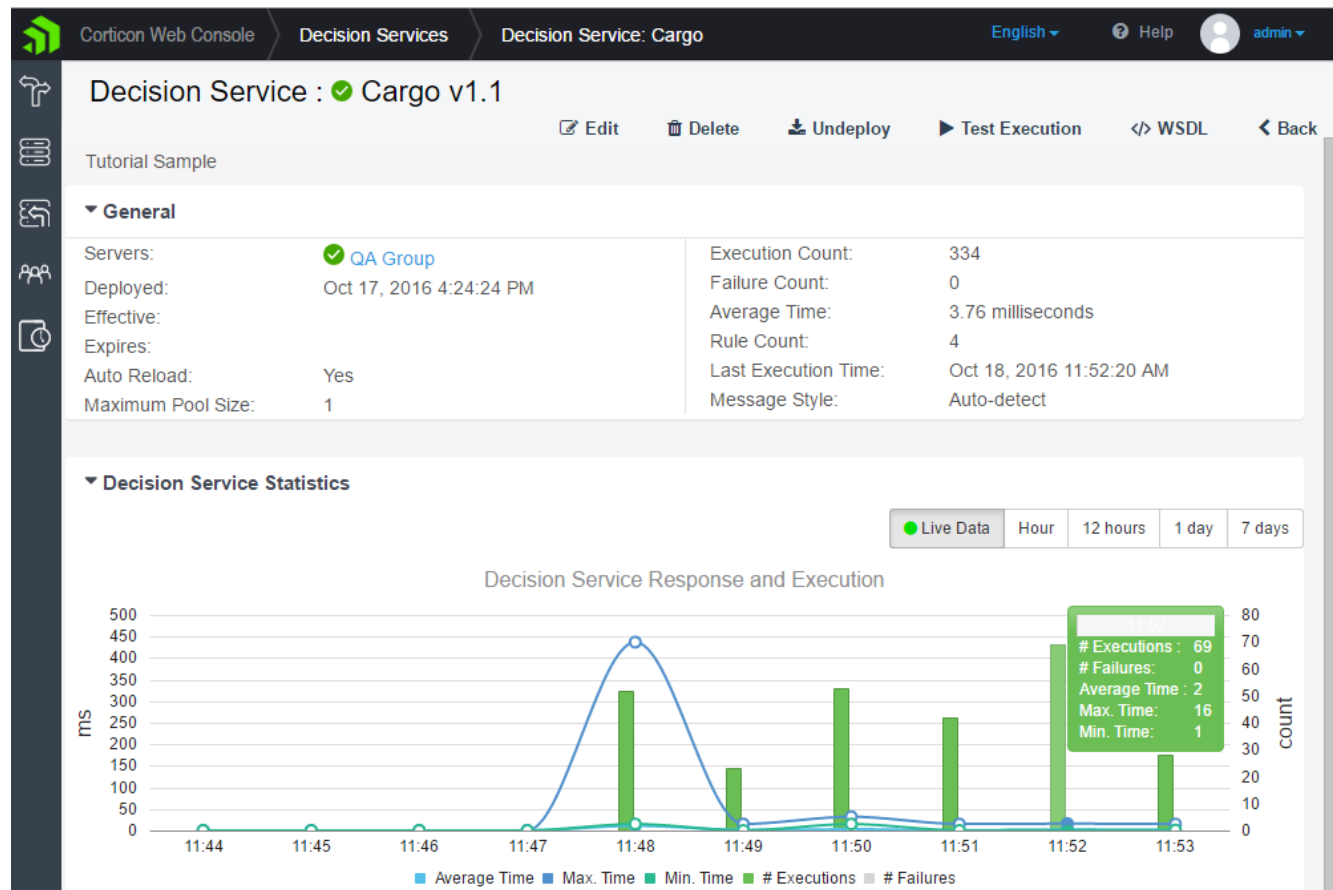 Corticon Web Console Decision Services Decision Service: Cargo English Help admin
Decision Service : Cargo v1.1
Edit Delete Undeploy Test Execution </> WSDL Back
Tutorial Sample
General
Servers: QA Group
Deployed: Oct 17, 2016 4:24:24 PM
Effective:
Expires:
Auto Reload: Yes
Maximum Pool Size: 1
Execution Count: 334
Failure Count: 0
Average Time: 3.76 milliseconds
Rule Count: 4
Last Execution Time: Oct 18, 2016 11:52:20 AM
Message Style: Auto-detect
Decision Service Statistics
Live Data Hour 12 hours 1 day 7 days
Decision Service Response and Execution
500
450
400
350
300
250
200
150
100
50
0
ms
80
70
60
50
40
30
20
10
0
count
11:52
# Executions : 69
# Failures: 0
Average Time : 2
Max. Time: 16
Min. Time: 1
11:44 11:45 11:46 11:47 11:48 11:49 11:50 11:51 11:52 11:53
Average Time Max. Time Min. Time # Executions # Failures